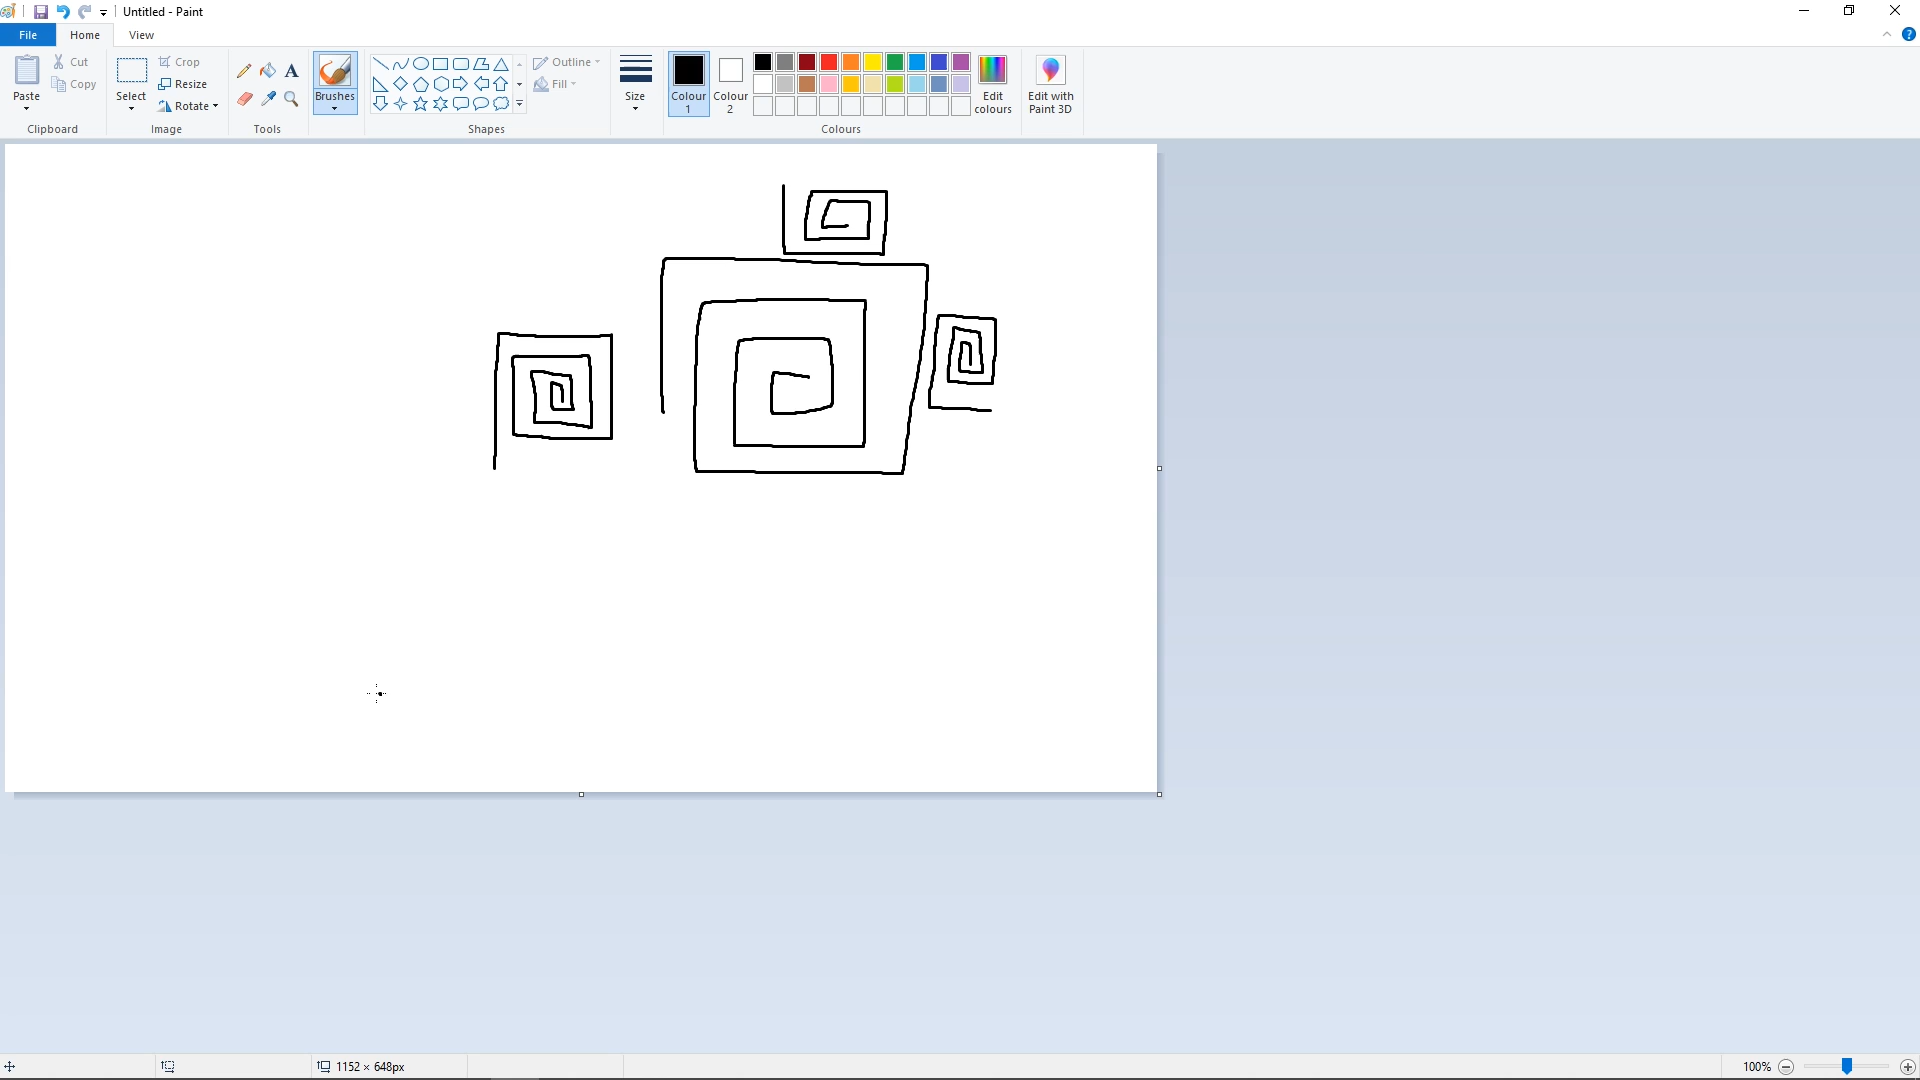 Untitled - Paint
File Home View
Paste
Cut
Copy
Clipboard
Select
Crop
Resize
Rotate
Image
A
Tools
Brushes
Shapes
Outline
Fill
Size
Colour 1
Colour 2
Colours
Edit colours
Edit with Paint 3D
?
1152 × 648px
100%